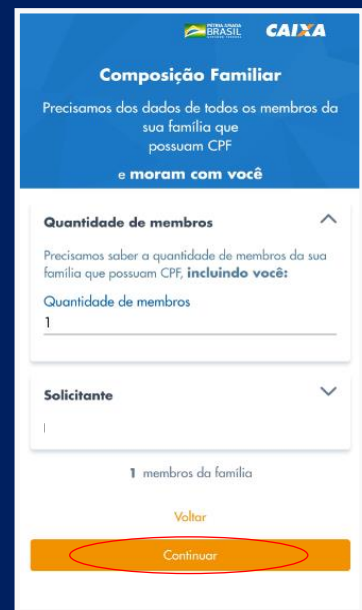 PÁTRIA AMADA
BRASIL
CAIXA
Composição Familiar
Precisamos dos dados de todos os membros da
sua família que
possuam CPF
e moram com você
Quantidade de membros
Precisamos saber a quantidade de membros da sua
família que possuam CPF, incluindo você:
Quantidade de membros
1
Solicitante
1 membros da família
Voltar
Continuar